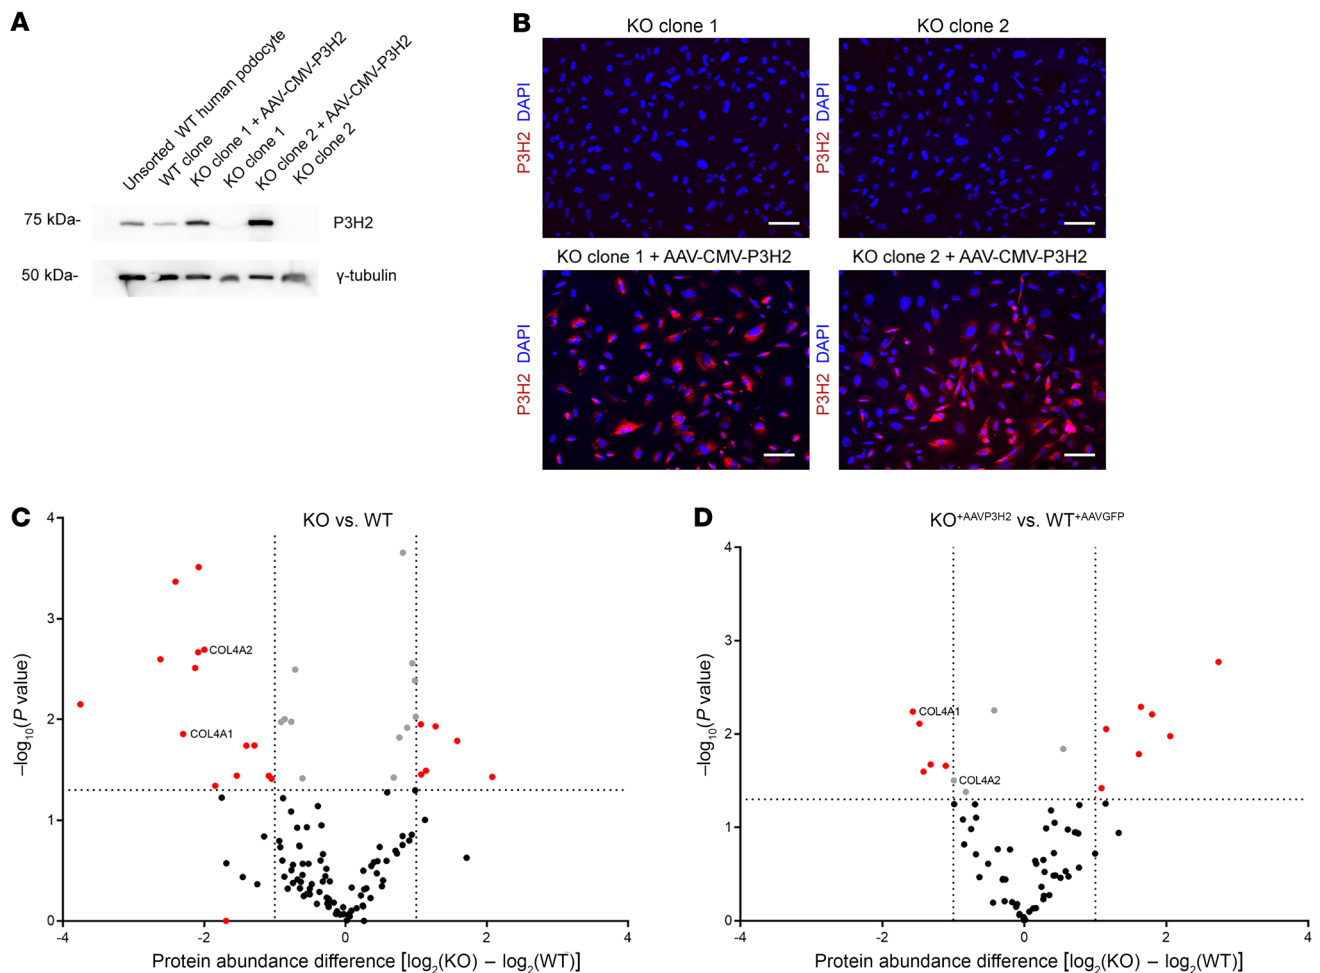 A
Unsorted WT human podocyte
WT clone
KO clone 1 + AAV-CMV-P3H2
KO clone 1
KO clone 2 + AAV-CMV-P3H2
KO clone 2
75 kDa-
P3H2
50 kDa-
γ-tubulin
B
KO clone 1
KO clone 2
P3H2 DAPI
P3H2 DAPI
KO clone 1 + AAV-CMV-P3H2
KO clone 2 + AAV-CMV-P3H2
P3H2 DAPI
P3H2 DAPI
C
KO vs. WT
4
3
2
1
0
–log10(P value)
COL4A2
COL4A1
-4
-2
0
2
4
Protein abundance difference [log2(KO) – log2(WT)]
D
KO+AAVP3H2 vs. WT+AAVGFP
4
3
2
1
0
–log10(P value)
COL4A1
COL4A2
-4
-2
0
2
4
Protein abundance difference [log2(KO) – log2(WT)]